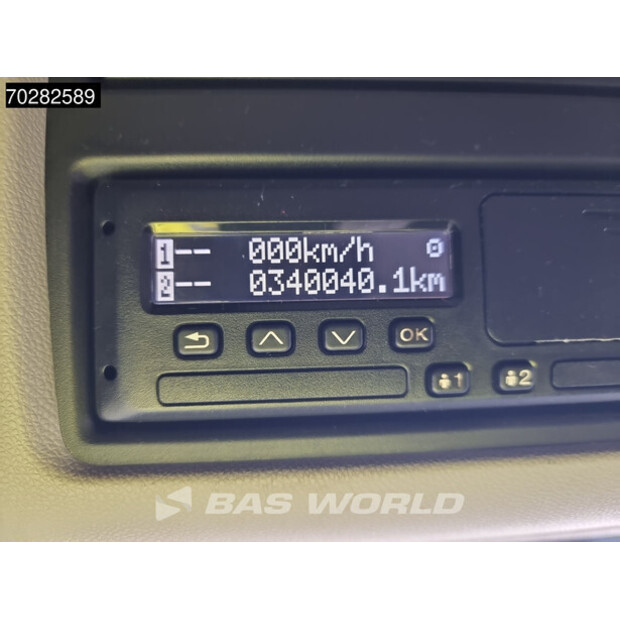 70282589
1-- 000km/h
2-- 0340040.1km
OK
1
2
BAS WORLD